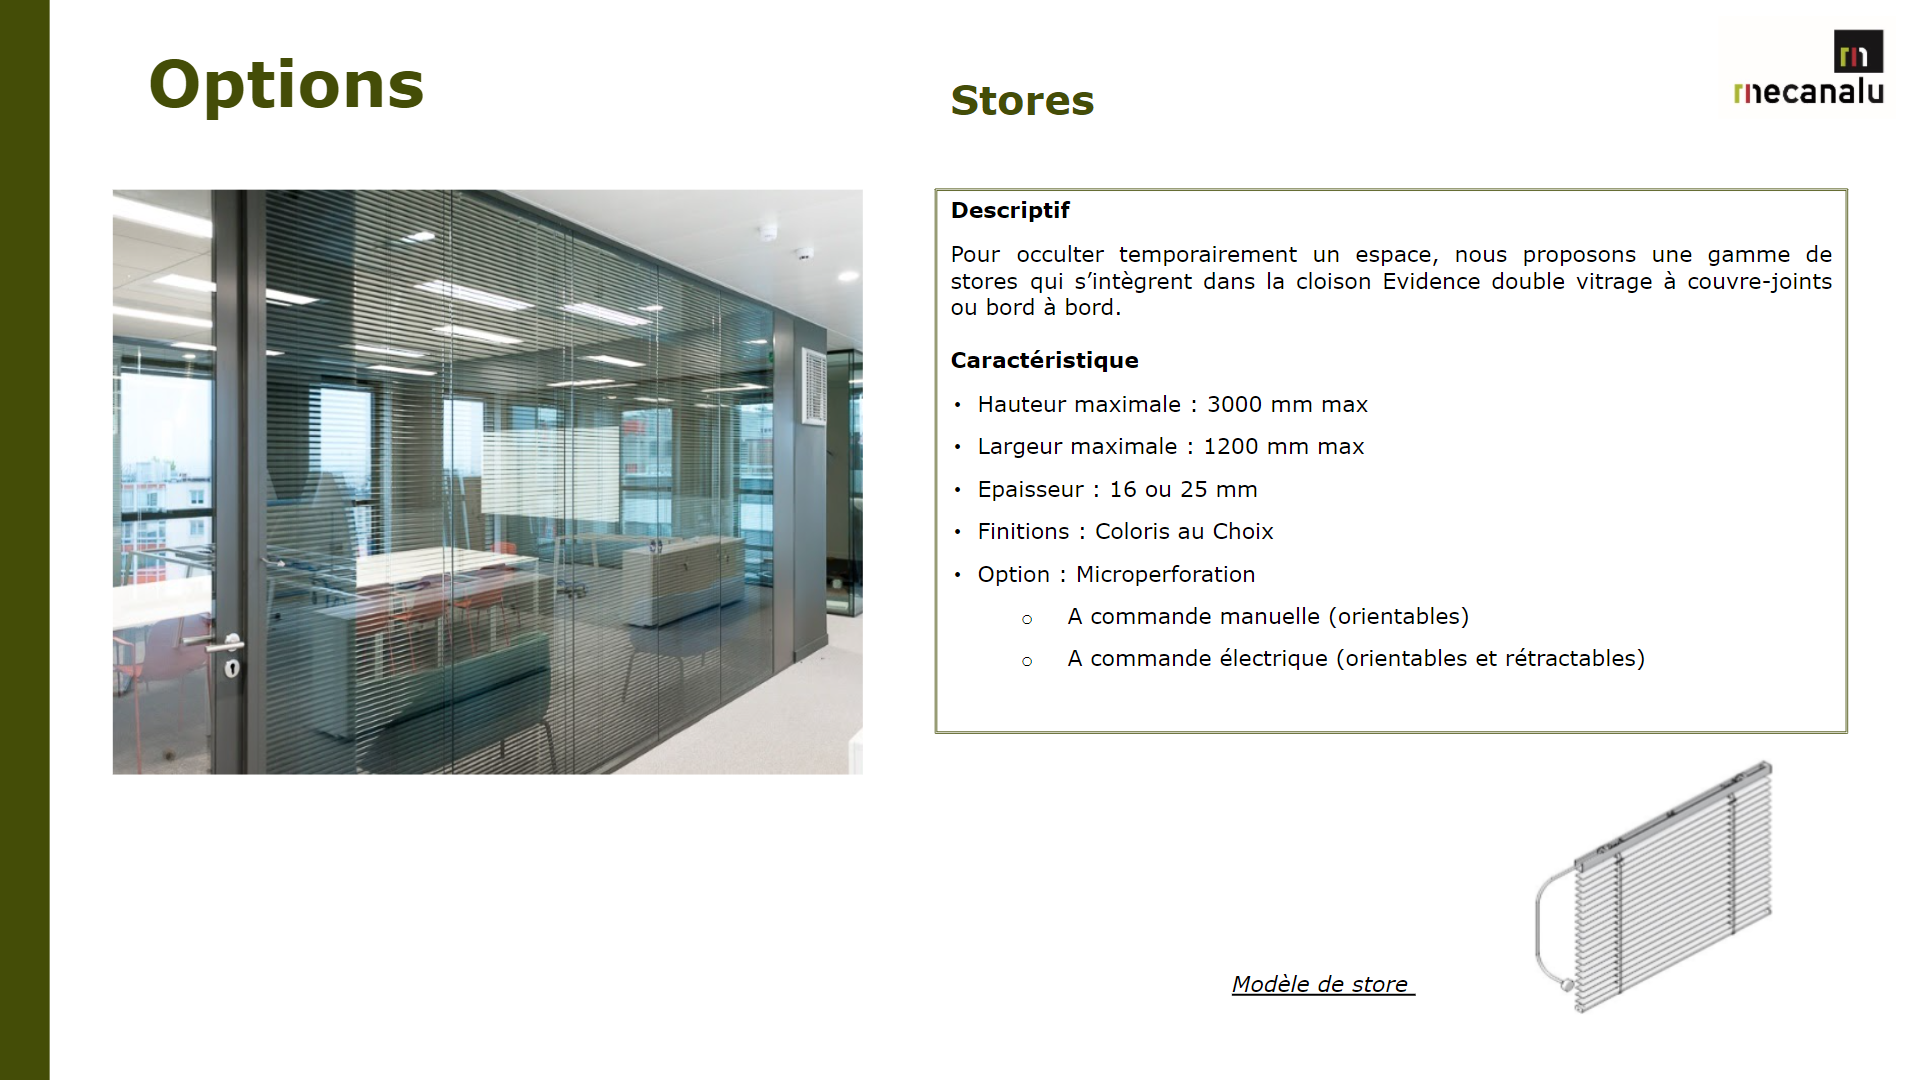 Options
Stores
mecanalu
Descriptif
Pour occulter temporairement un espace, nous proposons une gamme de
stores qui s’intègrent dans la cloison Evidence double vitrage à couvre-joints
ou bord à bord.
Caractéristique
• Hauteur maximale : 3000 mm max
• Largeur maximale : 1200 mm max
• Epaisseur : 16 ou 25 mm
• Finitions : Coloris au Choix
• Option : Microperforation
o A commande manuelle (orientables)
o A commande électrique (orientables et rétractables)
Modèle de store